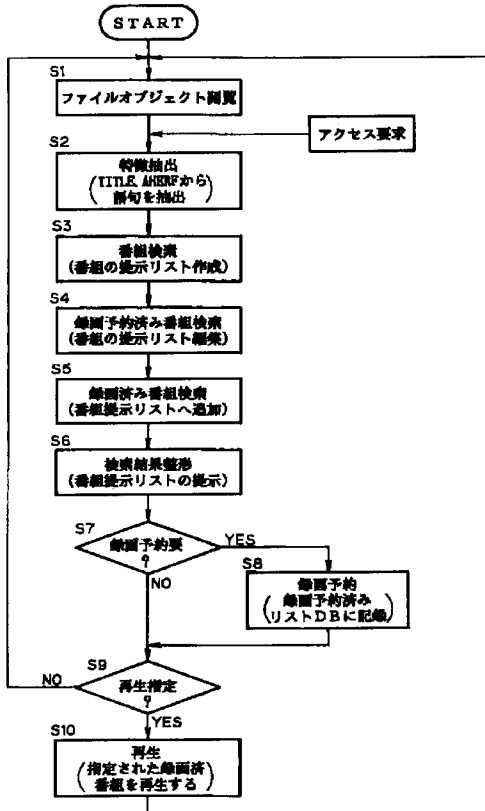 START
S1
ファイルオブジェクト閲覧
アクセス要求
S2
特徴抽出
(TITLE, AHERFから
語句を抽出)
S3
番組検索
(番組の提示リスト作成)
S4
録画予約済み番組検索
(番組の提示リスト編集)
S5
録画済み番組検索
(番組提示リストへ追加)
S6
検索結果整形
(番組提示リストの提示)
S7
録画予約要
?
YES
NO
S8
録画予約
(録画予約済み
リストDBに記録)
S9
再生指定
?
NO
YES
S10
再生
(指定された録画済
番組を再生する)